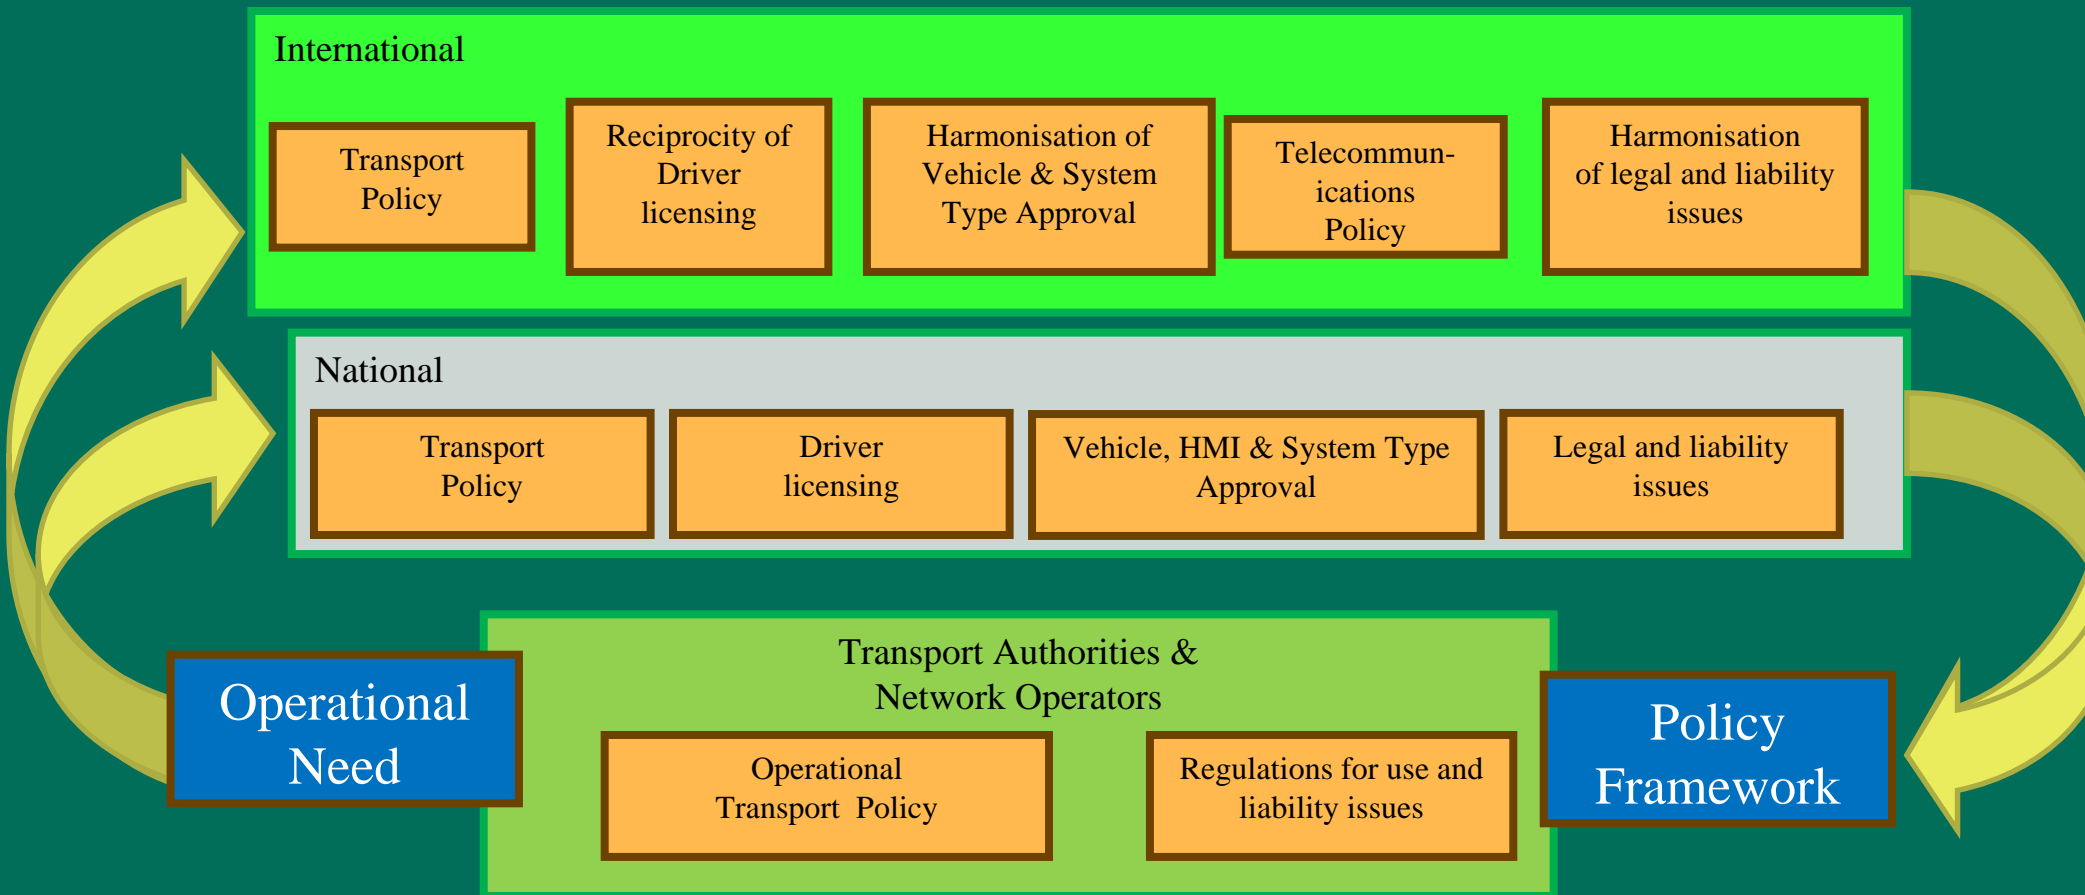 International
Transport
Policy
Reciprocity of
Driver
licensing
Harmonisation of
Vehicle & System
Type Approval
Telecommun-
ications
Policy
Harmonisation
of legal and liability
issues
National
Transport
Policy
Driver
licensing
Vehicle, HMI & System Type
Approval
Legal and liability
issues
Transport Authorities &
Network Operators
Operational
Need
Operational
Transport  Policy
Regulations for use and
liability issues
Policy
Framework